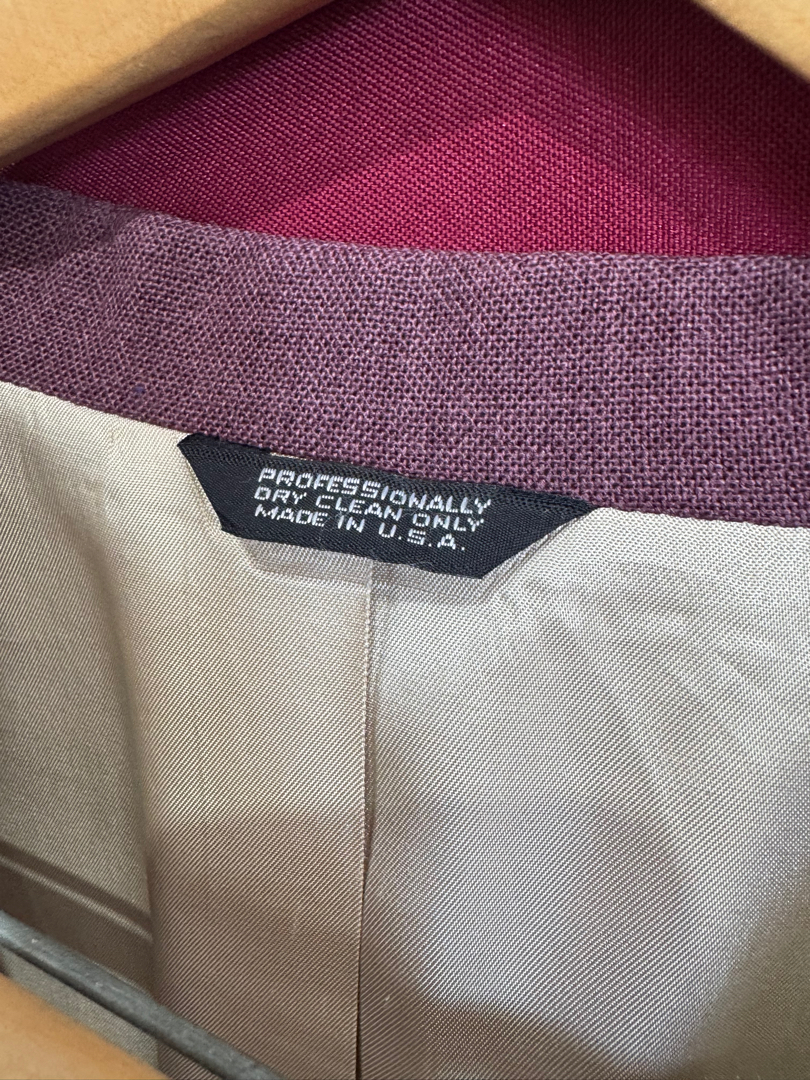 PROFESSIONALLY
DRY CLEAN ONLY
MADE IN U.S.A.